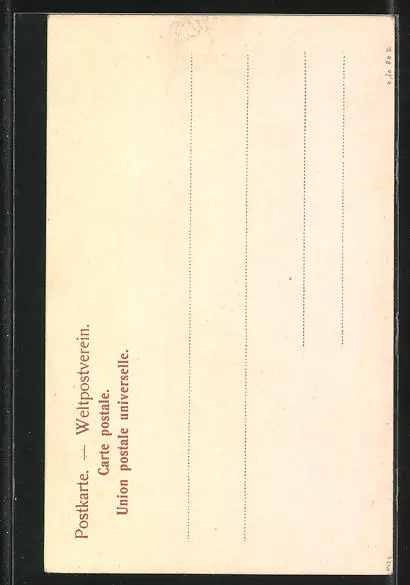 Postkarte. — Weltpostverein.
Carte postale.
Union postale universelle.